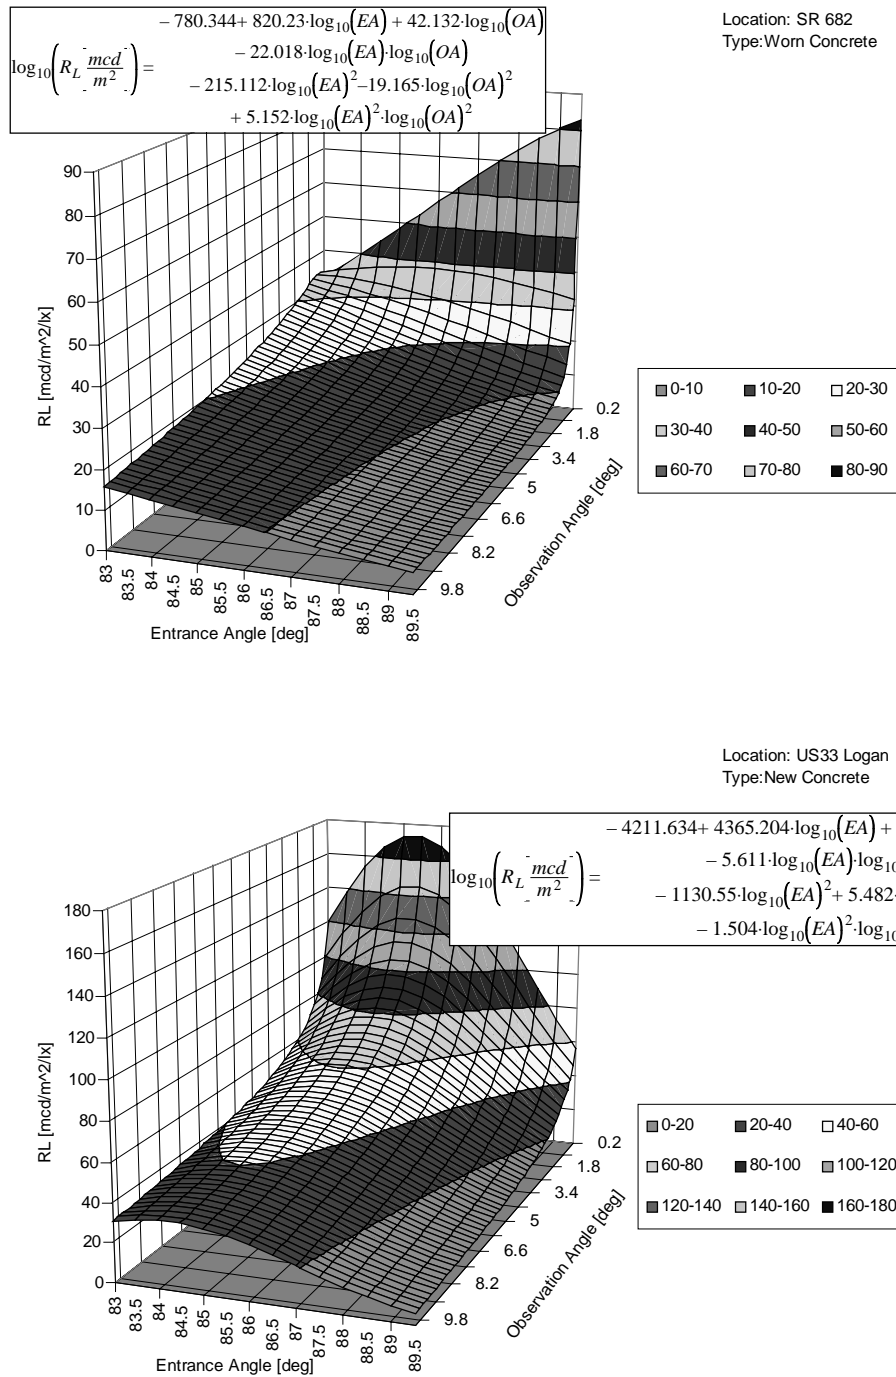 − 780.344+ 820.23·log10(EA) + 42.132·log10(OA)
log10(RL[mcd/m2]) = − 22.018·log10(EA)·log10(OA)
− 215.112·log10(EA)2−19.165·log10(OA)2
+ 5.152·log10(EA)2·log10(OA)2
Location: SR 682
Type:Worn Concrete
90
80
70
60
50
40
30
20
10
0
RL [mcd/m^2/lx]
83
83.5
84
84.5
85
85.5
86
86.5
87
87.5
88
88.5
89
89.5
Entrance Angle [deg]
0.2
1.8
3.4
5
6.6
8.2
9.8
Observation Angle [deg]
0-10 10-20 20-30
30-40 40-50 50-60
60-70 70-80 80-90
Location: US33 Logan
Type:New Concrete
− 4211.634+ 4365.204·log10(EA) +
log10(RL[mcd/m2]) = − 5.611·log10(EA)·log10
− 1130.55·log10(EA)2+ 5.482·
− 1.504·log10(EA)2·log10
180
160
140
120
100
80
60
40
20
0
RL [mcd/m^2/lx]
83
83.5
84
84.5
85
85.5
86
86.5
87
87.5
88
88.5
89
89.5
Entrance Angle [deg]
0.2
1.8
3.4
5
6.6
8.2
9.8
Observation Angle [deg]
0-20 20-40 40-60
60-80 80-100 100-120
120-140 140-160 160-180